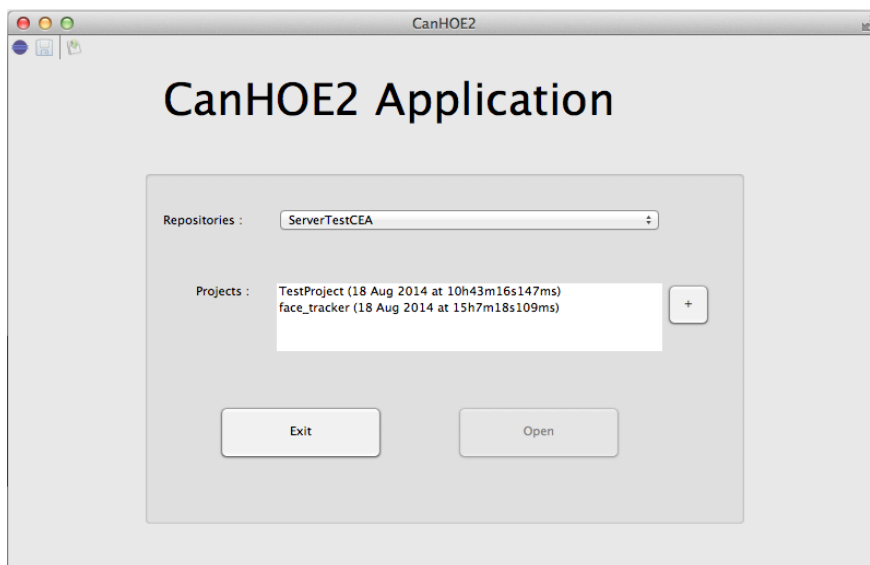 CanHOE2
CanHOE2 Application
Repositories :
ServerTestCEA
Projects :
TestProject (18 Aug 2014 at 10h43m16s147ms)
face_tracker (18 Aug 2014 at 15h7m18s109ms)
+
Exit
Open